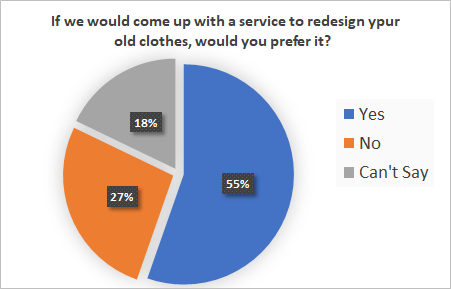 If we would come up with a service to redesign ypur
old clothes, would you prefer it?
18%
27%
55%
Yes
No
Can't Say